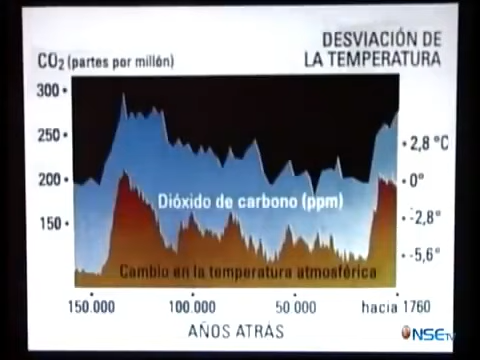 DESVIACIÓN DE
LA TEMPERATURA
CO2 (partes por millón)
300
250
200
150
2,8 °C
0°
-2,8°
-5,6°
Dióxido de carbono (ppm)
Cambio en la temperatura atmosférica
150.000
100.000
50 000
hacia 1760
AÑOS ATRÁS
NSETV